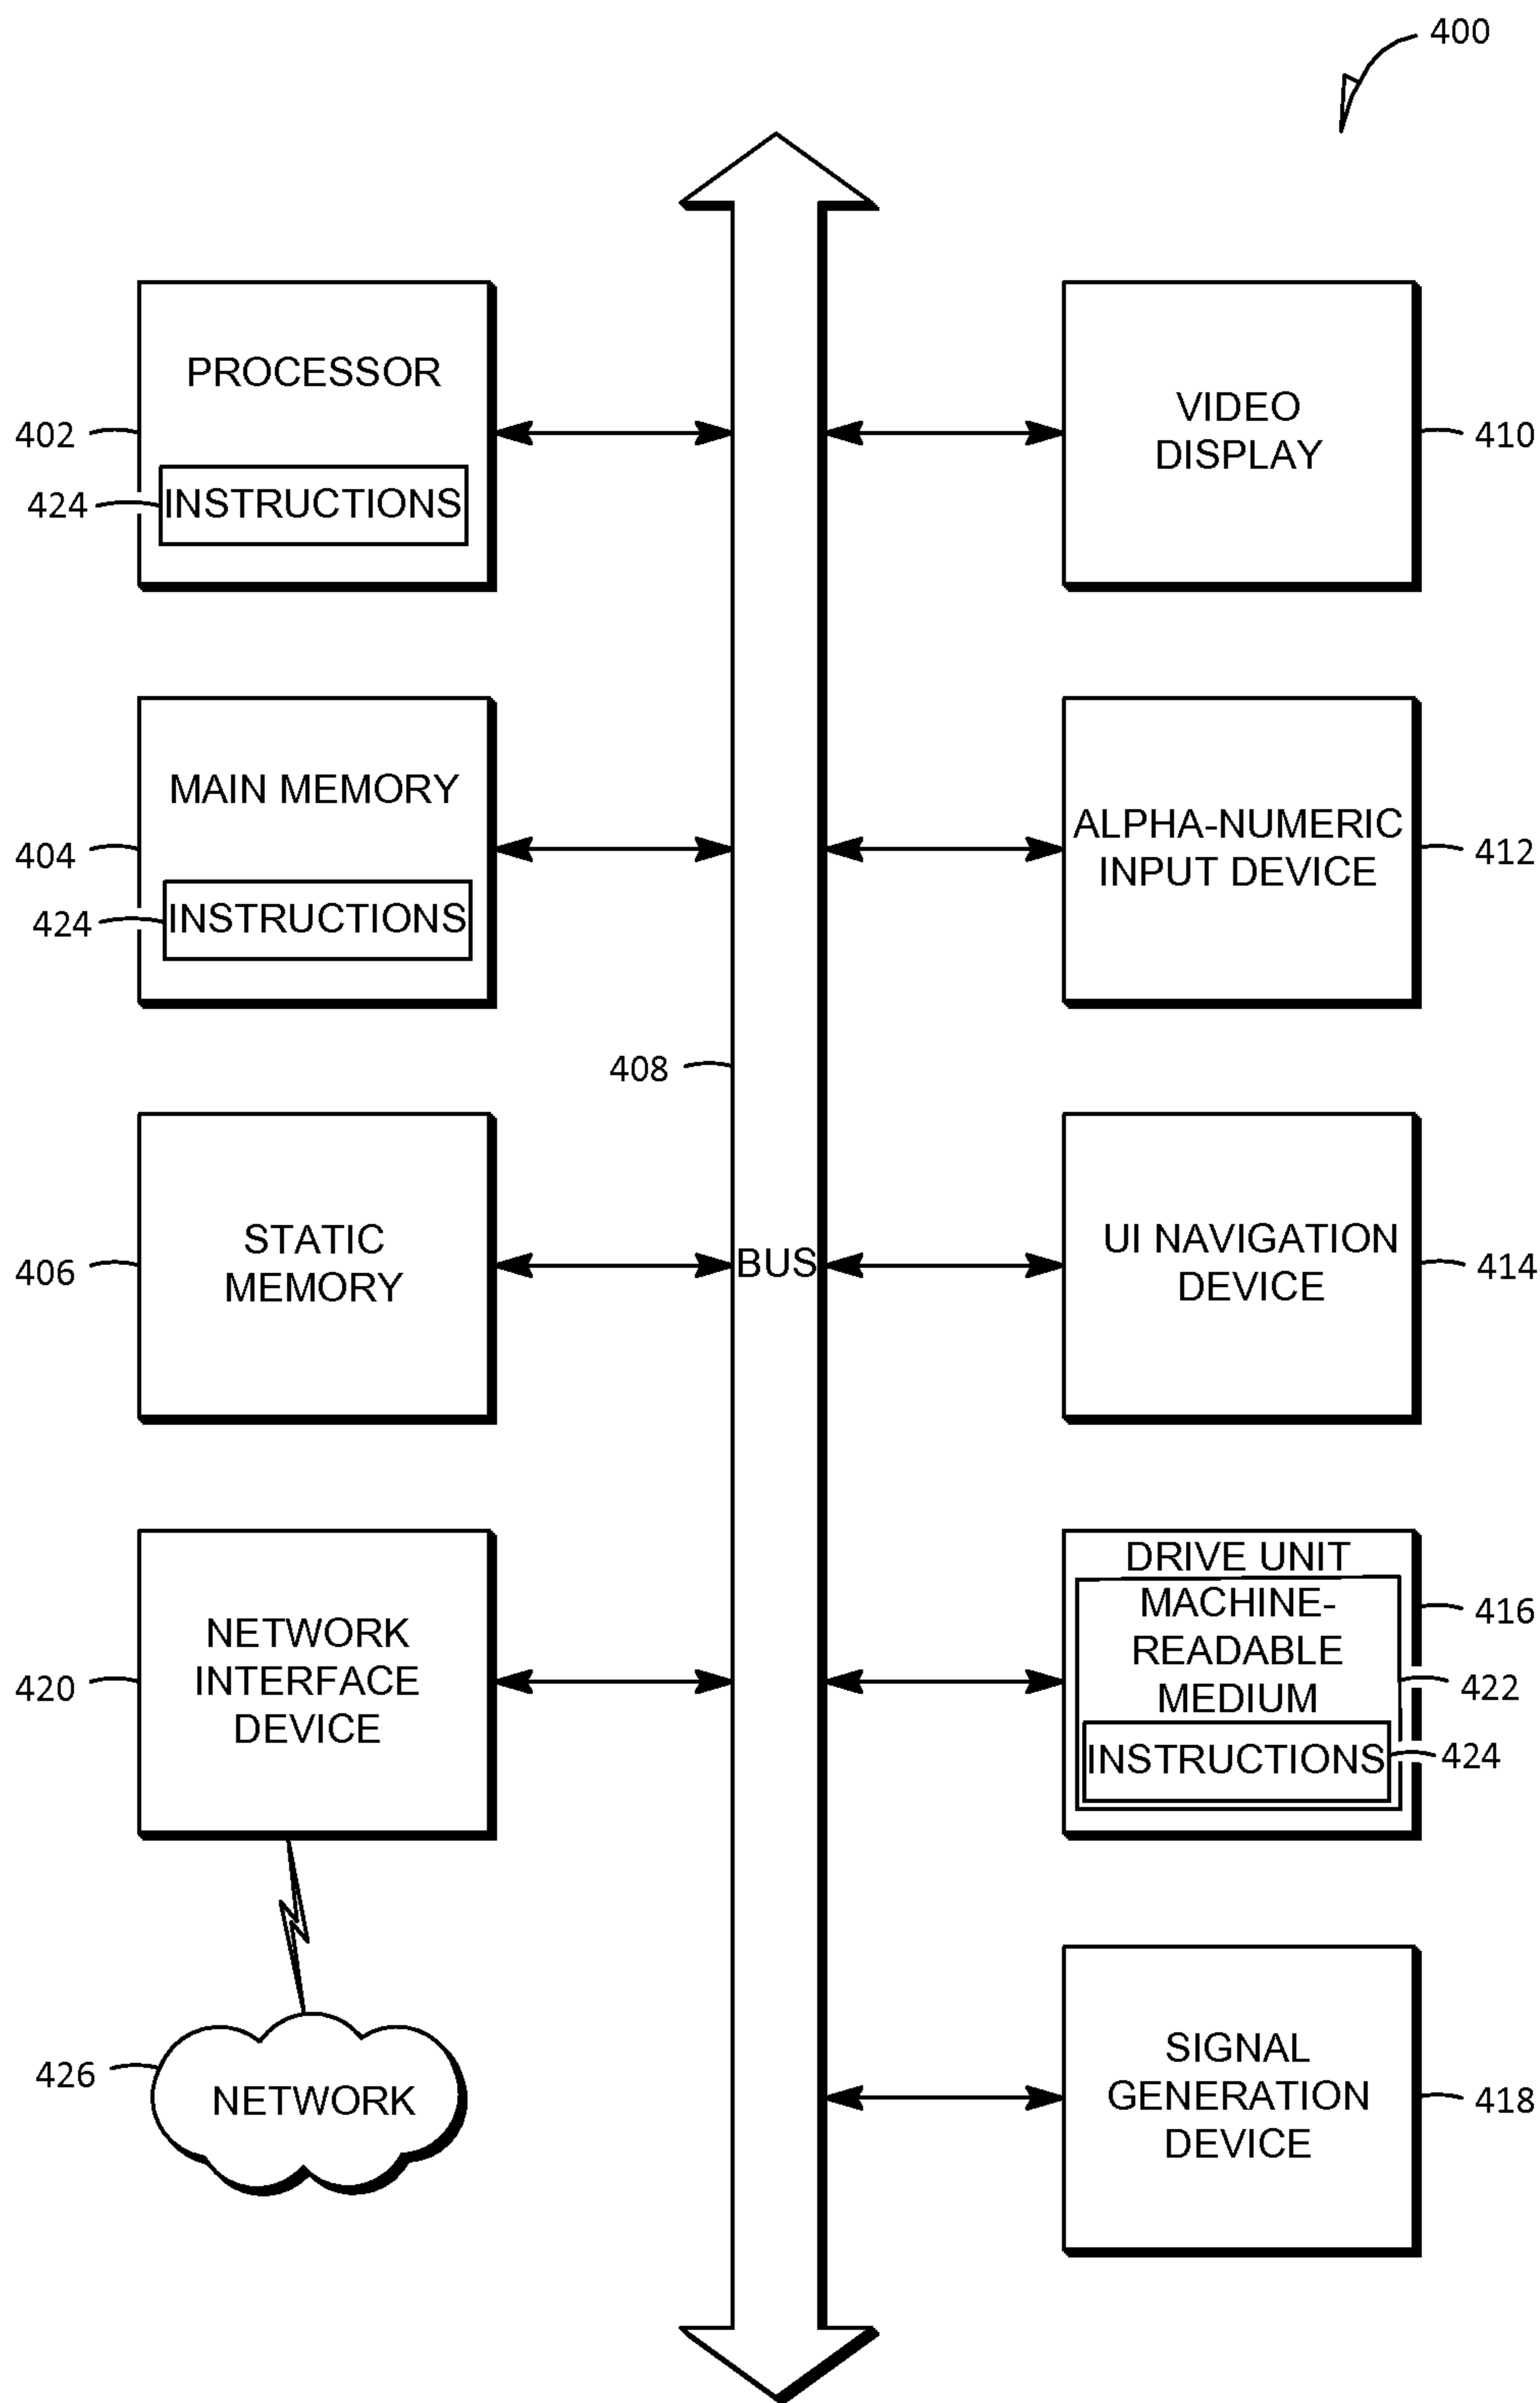 400
PROCESSOR
402
424
INSTRUCTIONS
VIDEO
DISPLAY
410
MAIN MEMORY
404
424
INSTRUCTIONS
ALPHA-NUMERIC
INPUT DEVICE
412
408
STATIC
MEMORY
406
BUS
UI NAVIGATION
DEVICE
414
NETWORK
INTERFACE
DEVICE
420
DRIVE UNIT
MACHINE-
READABLE
MEDIUM
INSTRUCTIONS
416
422
424
426
NETWORK
SIGNAL
GENERATION
DEVICE
418